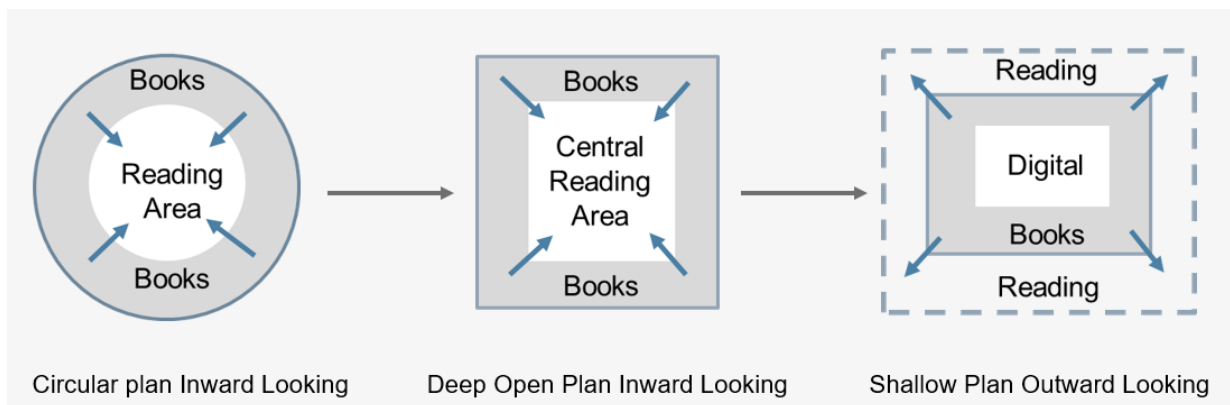 Books
Reading
Area
Books
Circular plan Inward Looking
Books
Central
Reading
Area
Books
Deep Open Plan Inward Looking
Reading
Digital
Books
Reading
Shallow Plan Outward Looking